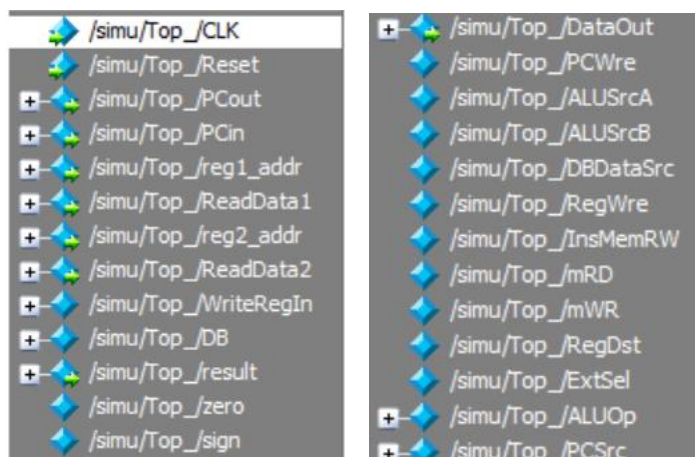 /simu/Top_/CLK
/simu/Top_/Reset
/simu/Top_/PCout
/simu/Top_/PCin
/simu/Top_/reg1_addr
/simu/Top_/ReadData1
/simu/Top_/reg2_addr
/simu/Top_/ReadData2
/simu/Top_/WriteRegIn
/simu/Top_/DB
/simu/Top_/result
/simu/Top_/zero
/simu/Top_/sign
/simu/Top_/DataOut
/simu/Top_/PCWre
/simu/Top_/ALUSrcA
/simu/Top_/ALUSrcB
/simu/Top_/DBDataSrc
/simu/Top_/RegWre
/simu/Top_/InsMemRW
/simu/Top_/mRD
/simu/Top_/mWR
/simu/Top_/RegDst
/simu/Top_/ExtSel
/simu/Top_/ALUOp
/simu/Top_/PCSrc